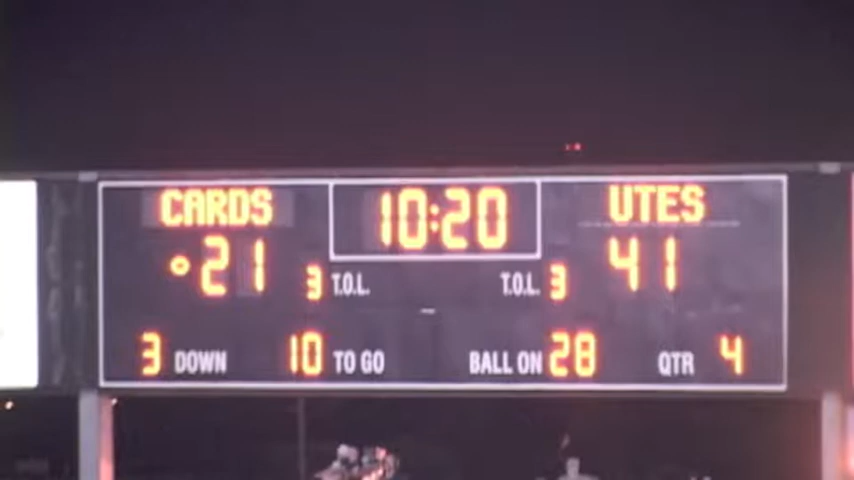 CARDS 10:20 UTES
21 3 T.O.L. T.O.L. 3 41
3 DOWN 10 TO GO BALL ON 28 QTR 4